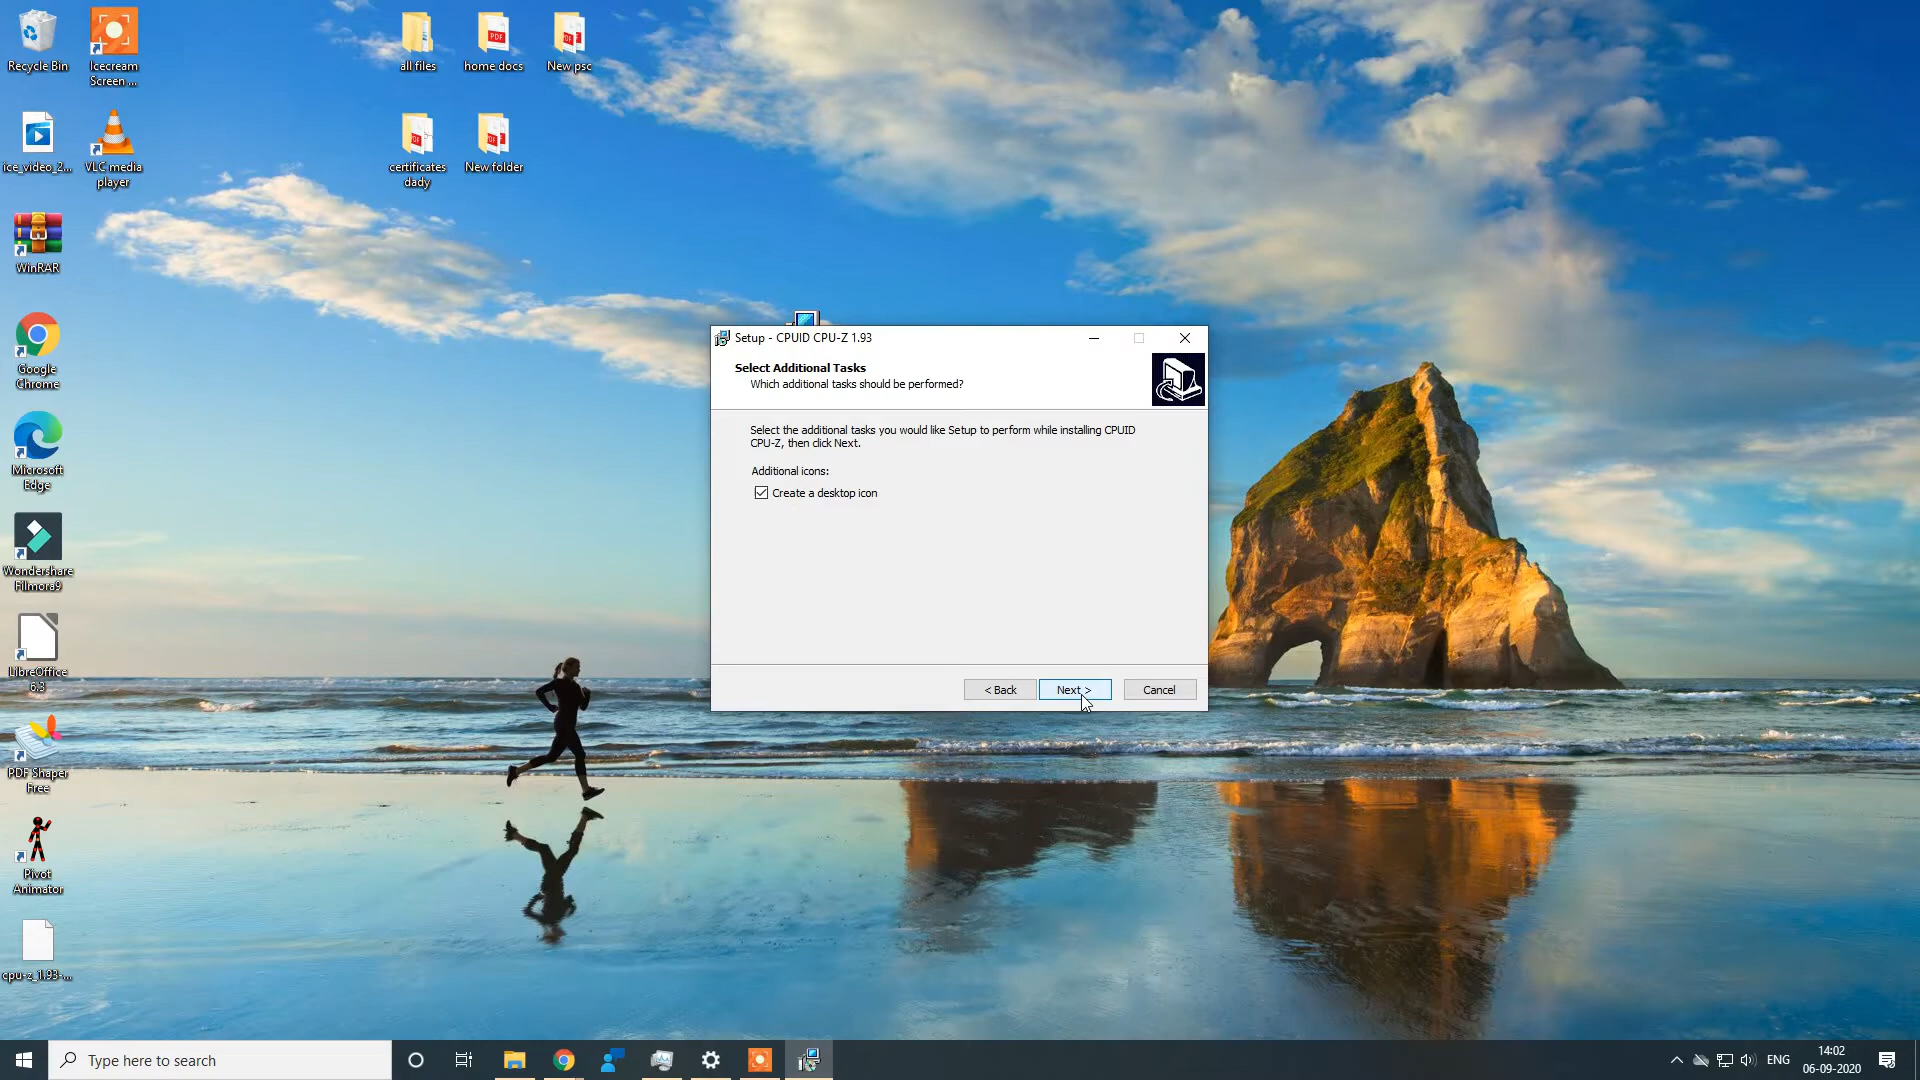 Recycle Bin
Icecream
Screen ...
all files
home docs
New psc
ice_video_2...
VLC media
player
certificates
dady
New folder
WinRAR
Google
Chrome
Microsoft
Edge
Wondershare
Filmora9
LibreOffice
6.3
PDF Shaper
Free
Pivot
Animator
cpu-z_1.93-...
Setup - CPUID CPU-Z 1.93
Select Additional Tasks
Which additional tasks should be performed?
Select the additional tasks you would like Setup to perform while installing CPUID
CPU-Z, then click Next.
Additional icons:
Create a desktop icon
< Back
Next >
Cancel
Type here to search
ENG
14:02
06-09-2020